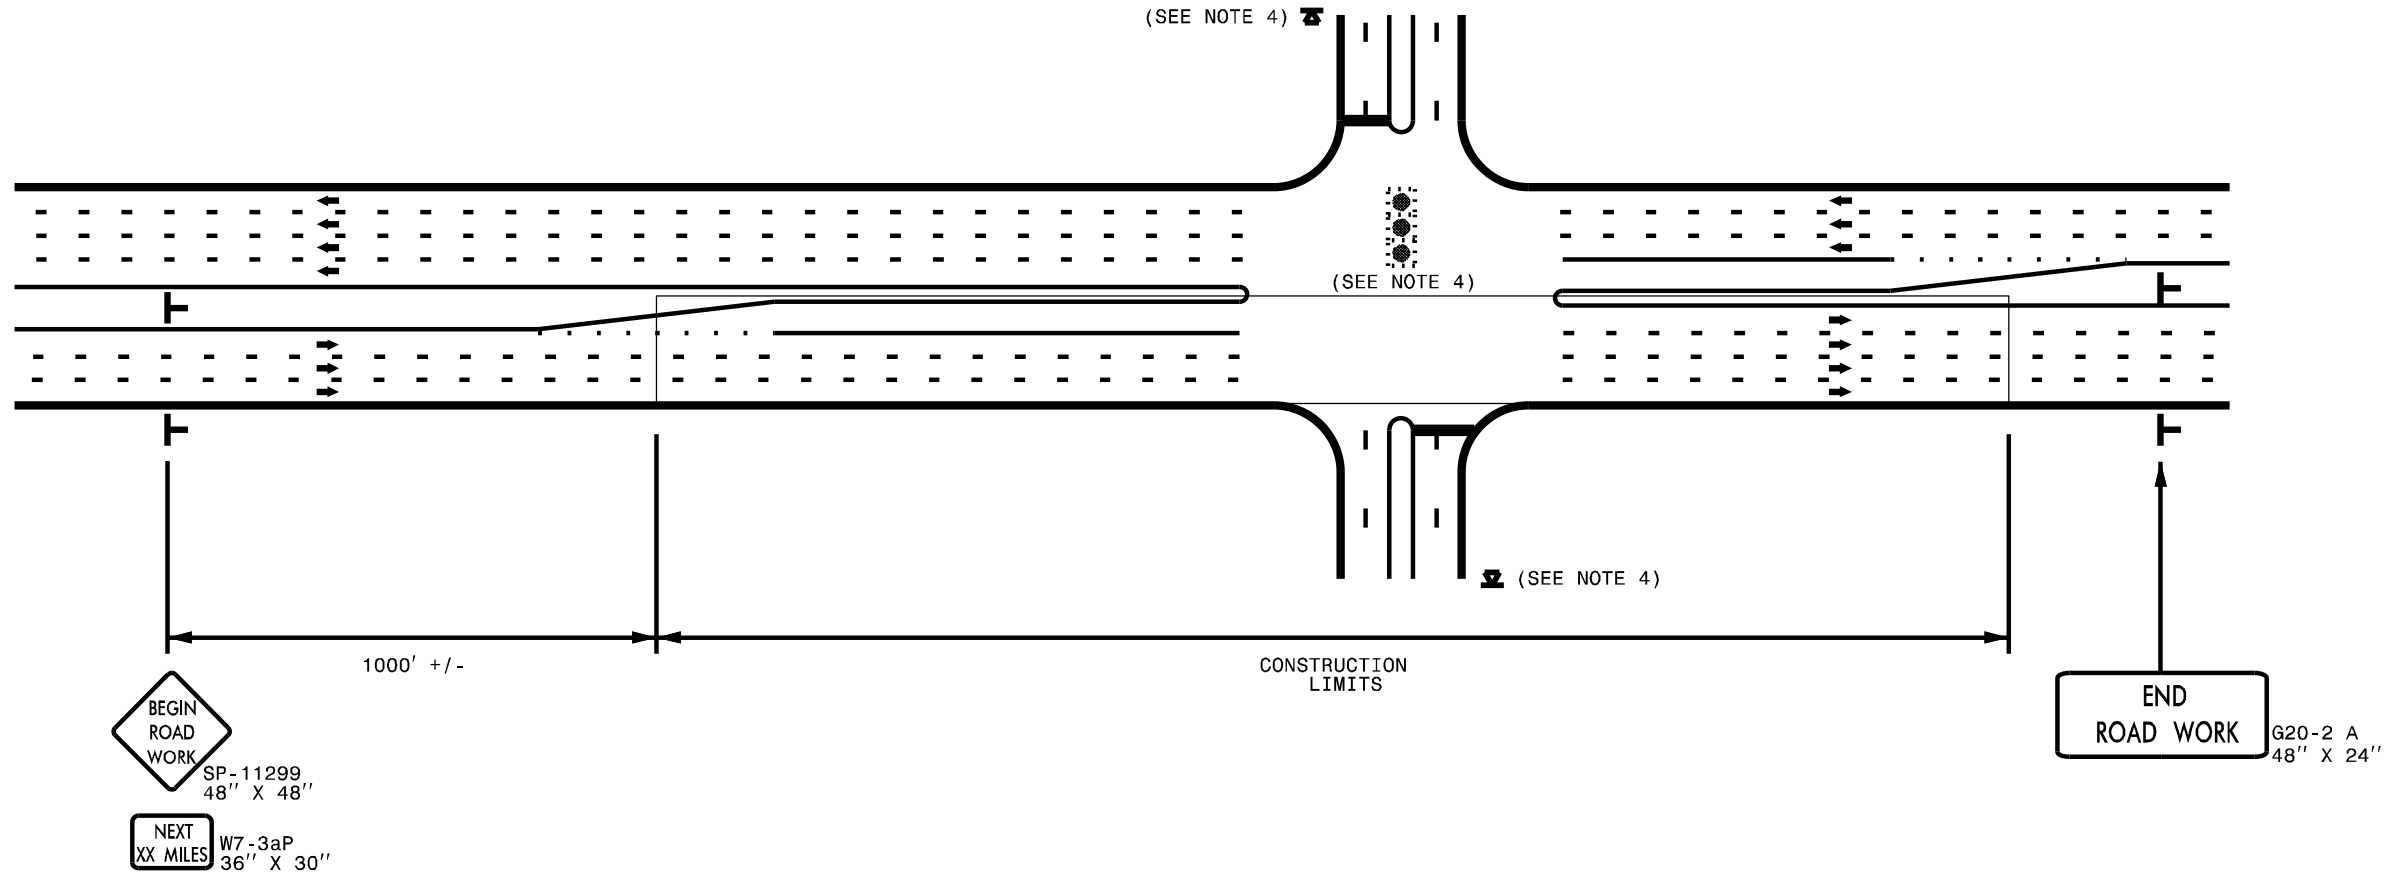 (SEE NOTE 4)
(SEE NOTE 4)
(SEE NOTE 4)
1000' +/-
CONSTRUCTION
LIMITS
BEGIN
ROAD
WORK
SP-11299
48'' X 48''
NEXT
XX MILES
W7-3aP
36'' X 30''
END
ROAD WORK
G20-2 A
48'' X 24''